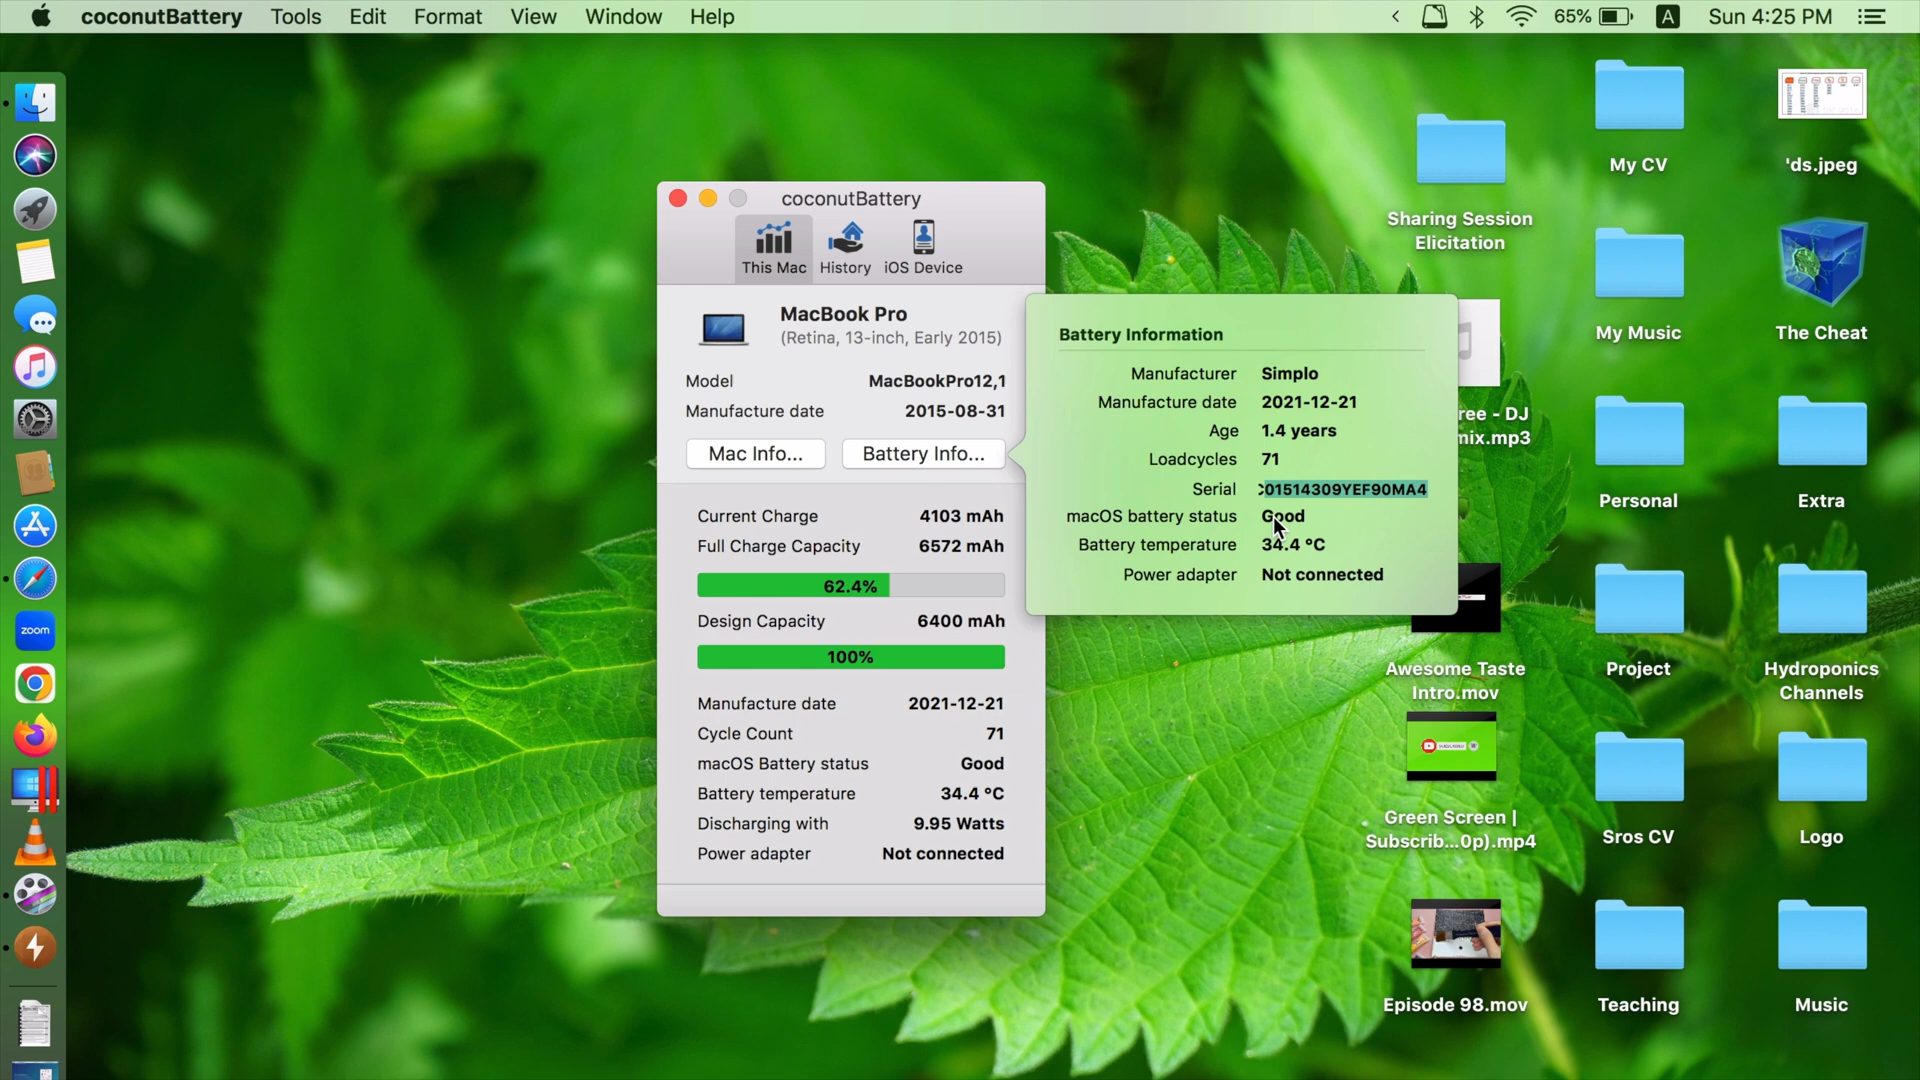 coconutBattery Tools Edit Format View Window Help
65% A Sun 4:25 PM
coconutBattery
This Mac History iOS Device
MacBook Pro
(Retina, 13-inch, Early 2015)
Model MacBookPro12,1
Manufacture date 2015-08-31
Mac Info... Battery Info...
Current Charge 4103 mAh
Full Charge Capacity 6572 mAh
62.4%
Design Capacity 6400 mAh
100%
Manufacture date 2021-12-21
Cycle Count 71
macOS Battery status Good
Battery temperature 34.4 °C
Discharging with 9.95 Watts
Power adapter Not connected
Battery Information
Manufacturer Simplo
Manufacture date 2021-12-21
Age 1.4 years
Loadcycles 71
Serial 01514309YEF90MA4
macOS battery status Good
Battery temperature 34.4 °C
Power adapter Not connected
Sharing Session
Elicitation
ree - DJ
mix.mp3
Awesome Taste
Intro.mov
Green Screen |
Subscrib...0p).mp4
Episode 98.mov
My CV
My Music
Personal
Project
Sros CV
Teaching
'ds.jpeg
The Cheat
Extra
Hydroponics
Channels
Logo
Music
zoom